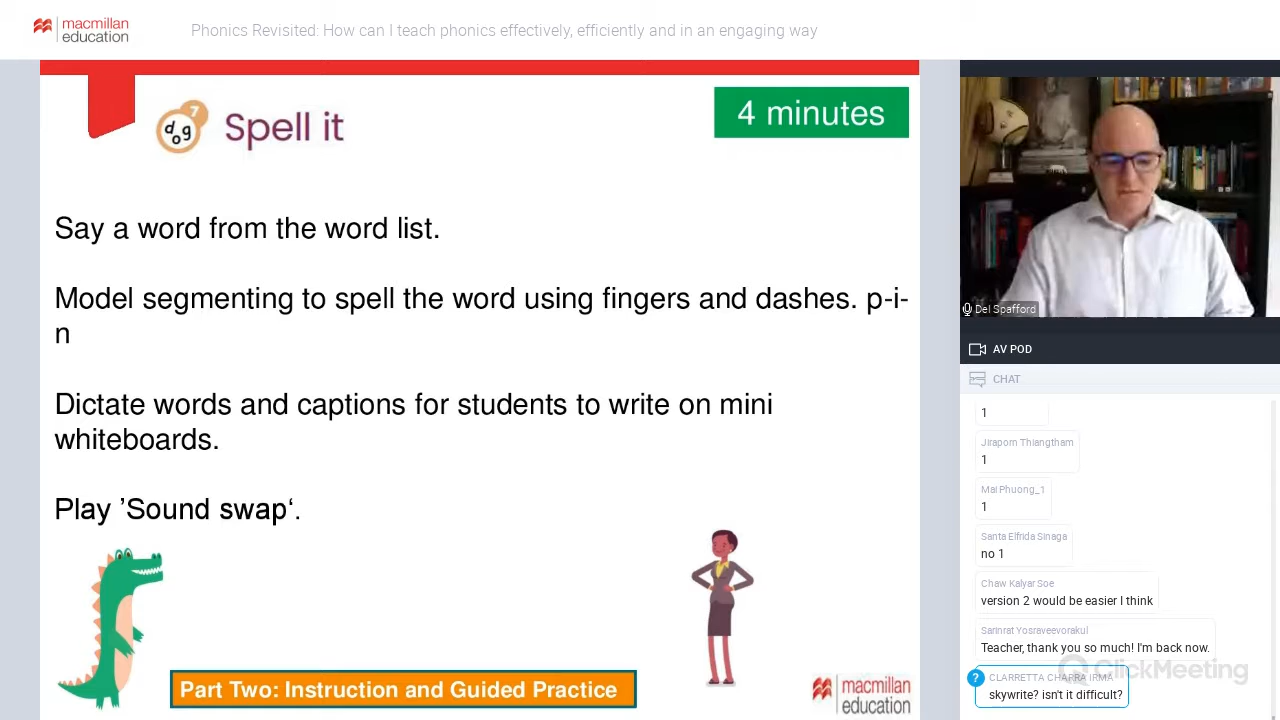 macmillan
education
Phonics Revisited: How can I teach phonics effectively, efficiently and in an engaging way
7
dog
Spell it
4 minutes
Say a word from the word list.
Model segmenting to spell the word using fingers and dashes. p-i-
n
Dictate words and captions for students to write on mini
whiteboards.
Play ’Sound swap‘.
Part Two: Instruction and Guided Practice
macmillan
education
Del Spafford
AV POD
CHAT
1
Jiraporn Thiangtham
1
Mai Phuong_1
1
Santa Elfrida Sinaga
no 1
Chaw Kalyar Soe
version 2 would be easier I think
Sarinrat Yosraveevorakul
Teacher, thank you so much! I'm back now.
ClickMeeting
?
CLARRETTA CHARRA IRMA
skywrite? isn't it difficult?